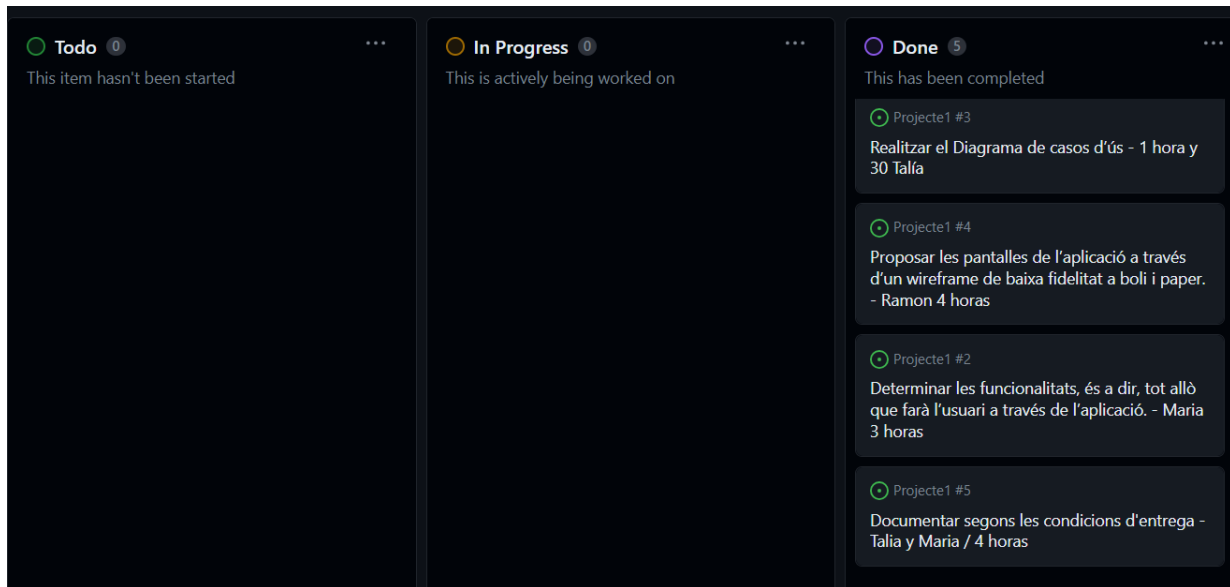 Todo 0
This item hasn't been started
In Progress 0
This is actively being worked on
Done 5
This has been completed
Projecte1 #3
Realitzar el Diagrama de casos d'ús - 1 hora y
30 Talía
Projecte1 #4
Proposar les pantalles de l'aplicació a través
d'un wireframe de baixa fidelitat a boli i paper.
- Ramon 4 horas
Projecte1 #2
Determinar les funcionalitats, és a dir, tot allò
que farà l'usuari a través de l'aplicació. - Maria
3 horas
Projecte1 #5
Documentar segons les condicions d'entrega -
Talia y Maria / 4 horas